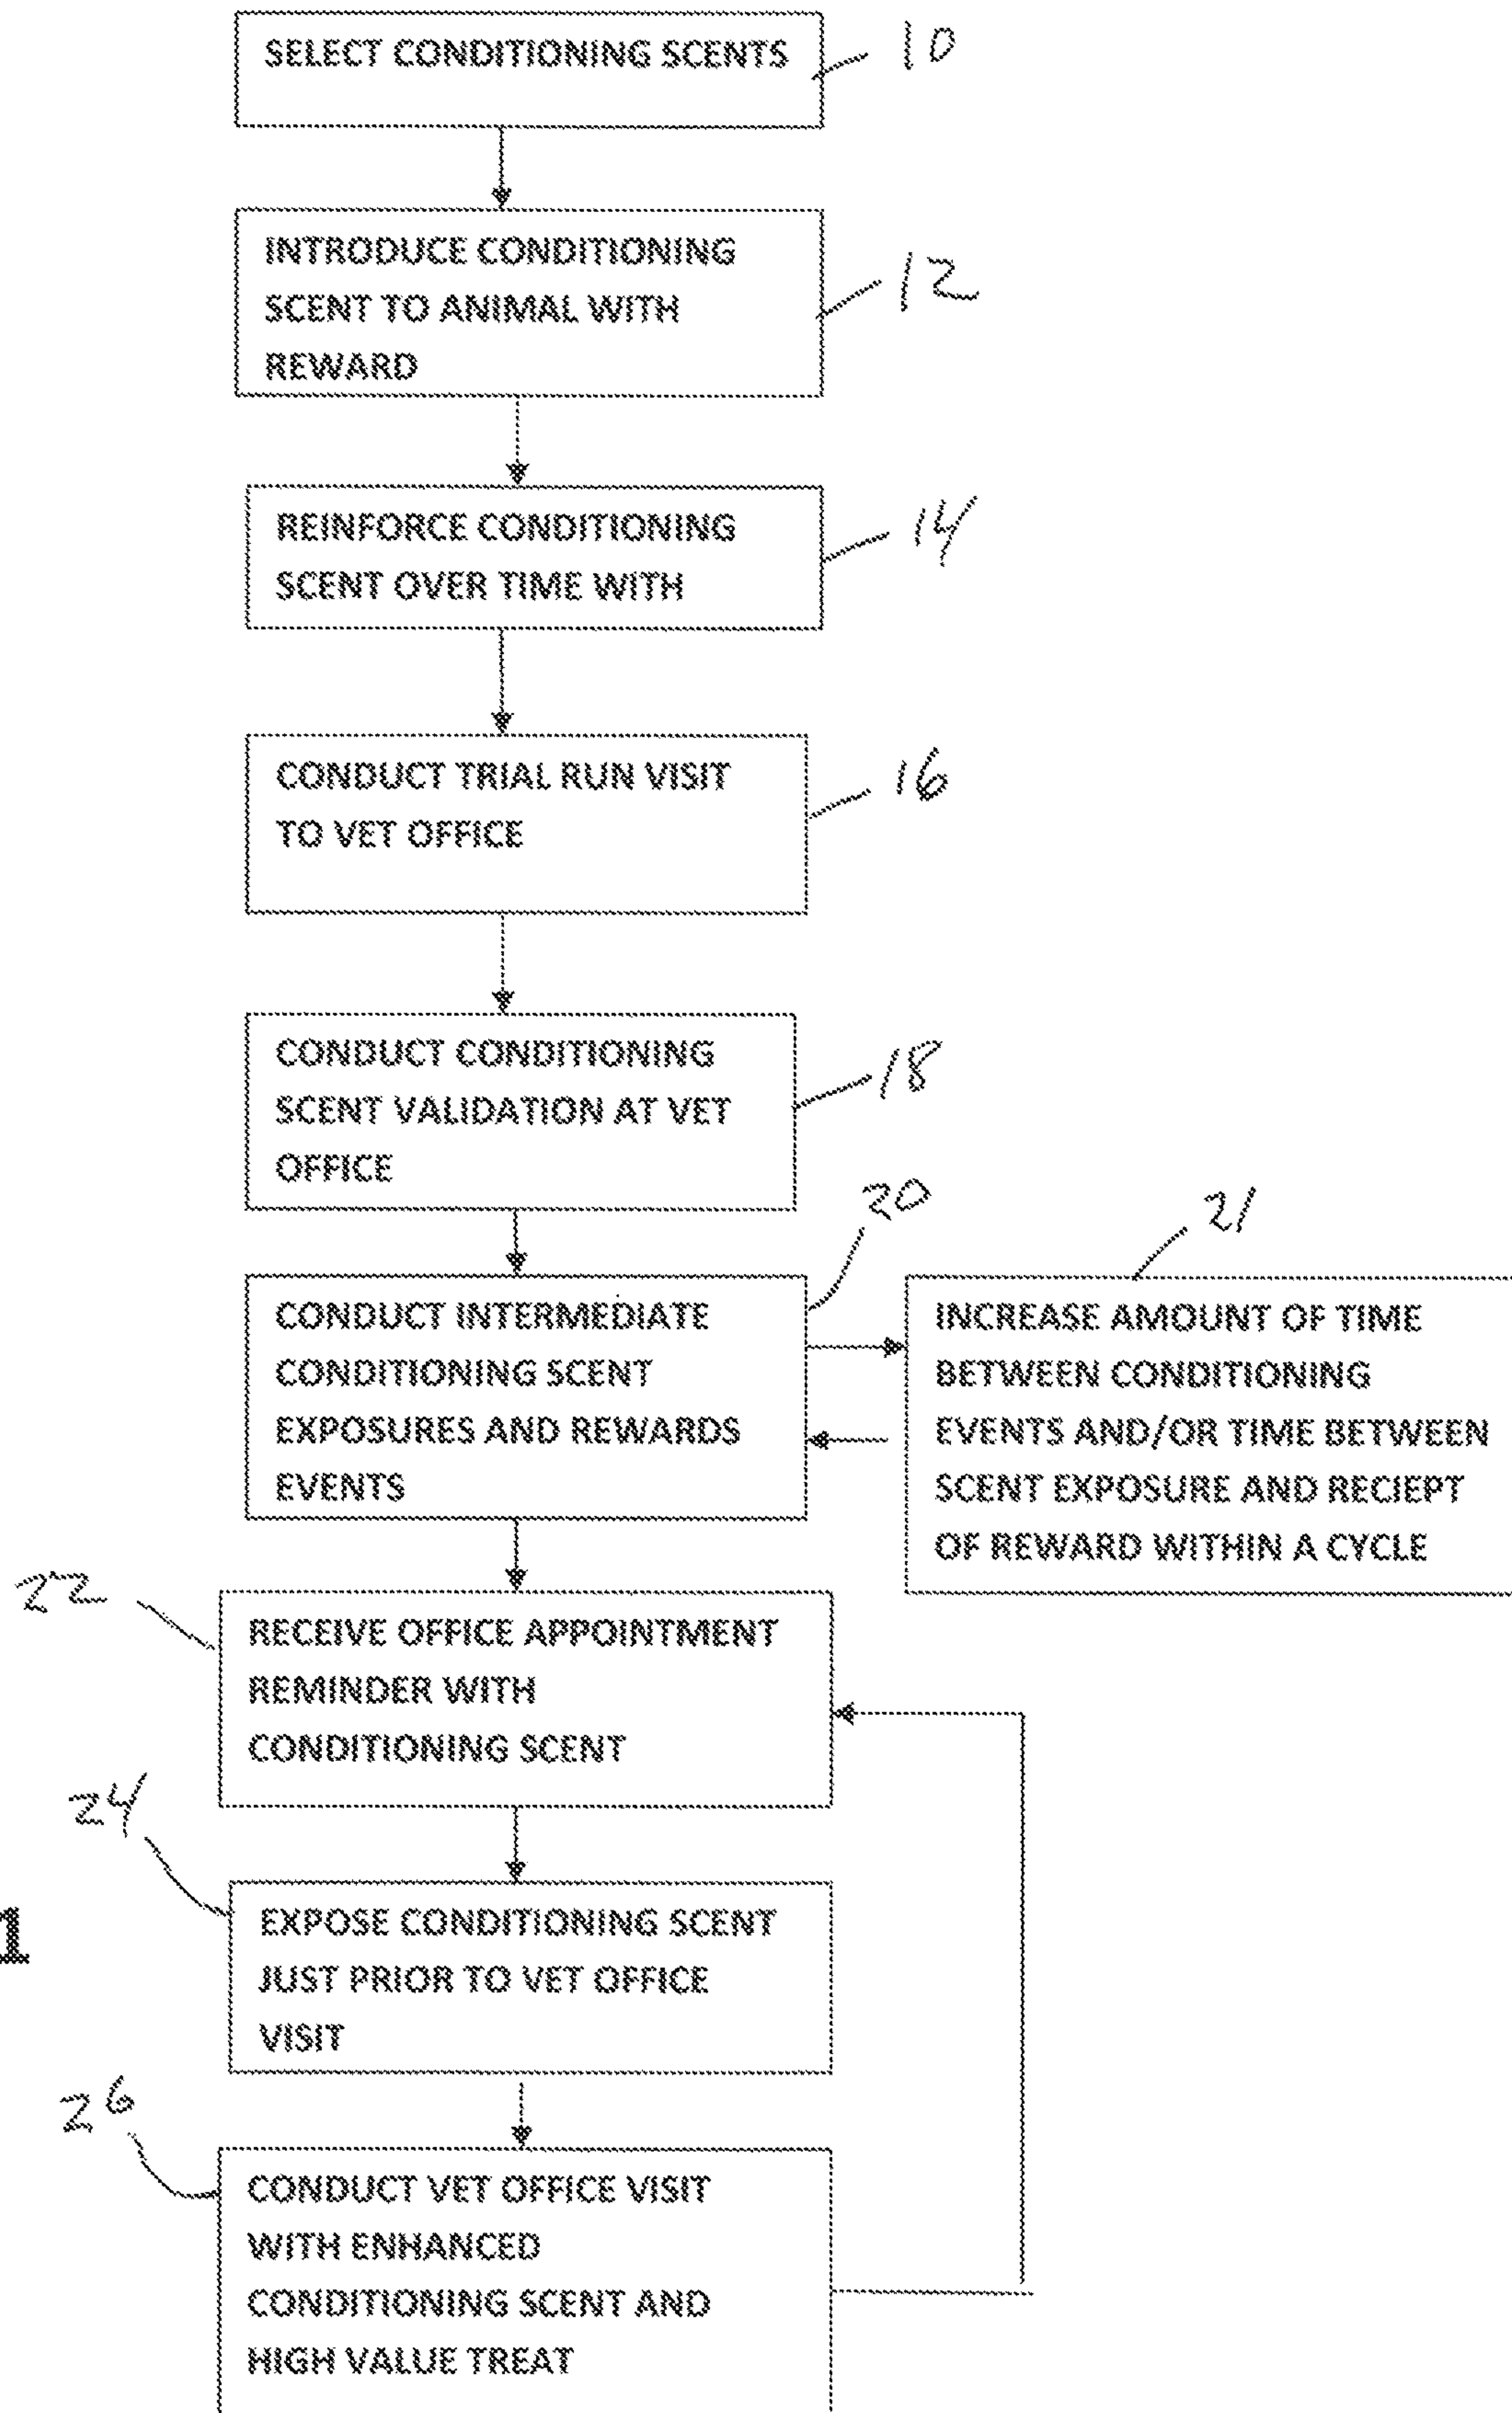 SELECT CONDITIONING SCENTS
10
INTRODUCE CONDITIONING
SCENT TO ANIMAL WITH
REWARD
12
REINFORCE CONDITIONING
SCENT OVER TIME WITH
14
CONDUCT TRIAL RUN VISIT
TO VET OFFICE
16
CONDUCT CONDITIONING
SCENT VALIDATION AT VET
OFFICE
18
CONDUCT INTERMEDIATE
CONDITIONING SCENT
EXPOSURES AND REWARDS
EVENTS
20
INCREASE AMOUNT OF TIME
BETWEEN CONDITIONING
EVENTS AND/OR TIME BETWEEN
SCENT EXPOSURE AND RECIEPT
OF REWARD WITHIN A CYCLE
21
RECEIVE OFFICE APPOINTMENT
REMINDER WITH
CONDITIONING SCENT
22
EXPOSE CONDITIONING SCENT
JUST PRIOR TO VET OFFICE
VISIT
24
1
CONDUCT VET OFFICE VISIT
WITH ENHANCED
CONDITIONING SCENT AND
HIGH VALUE TREAT
26